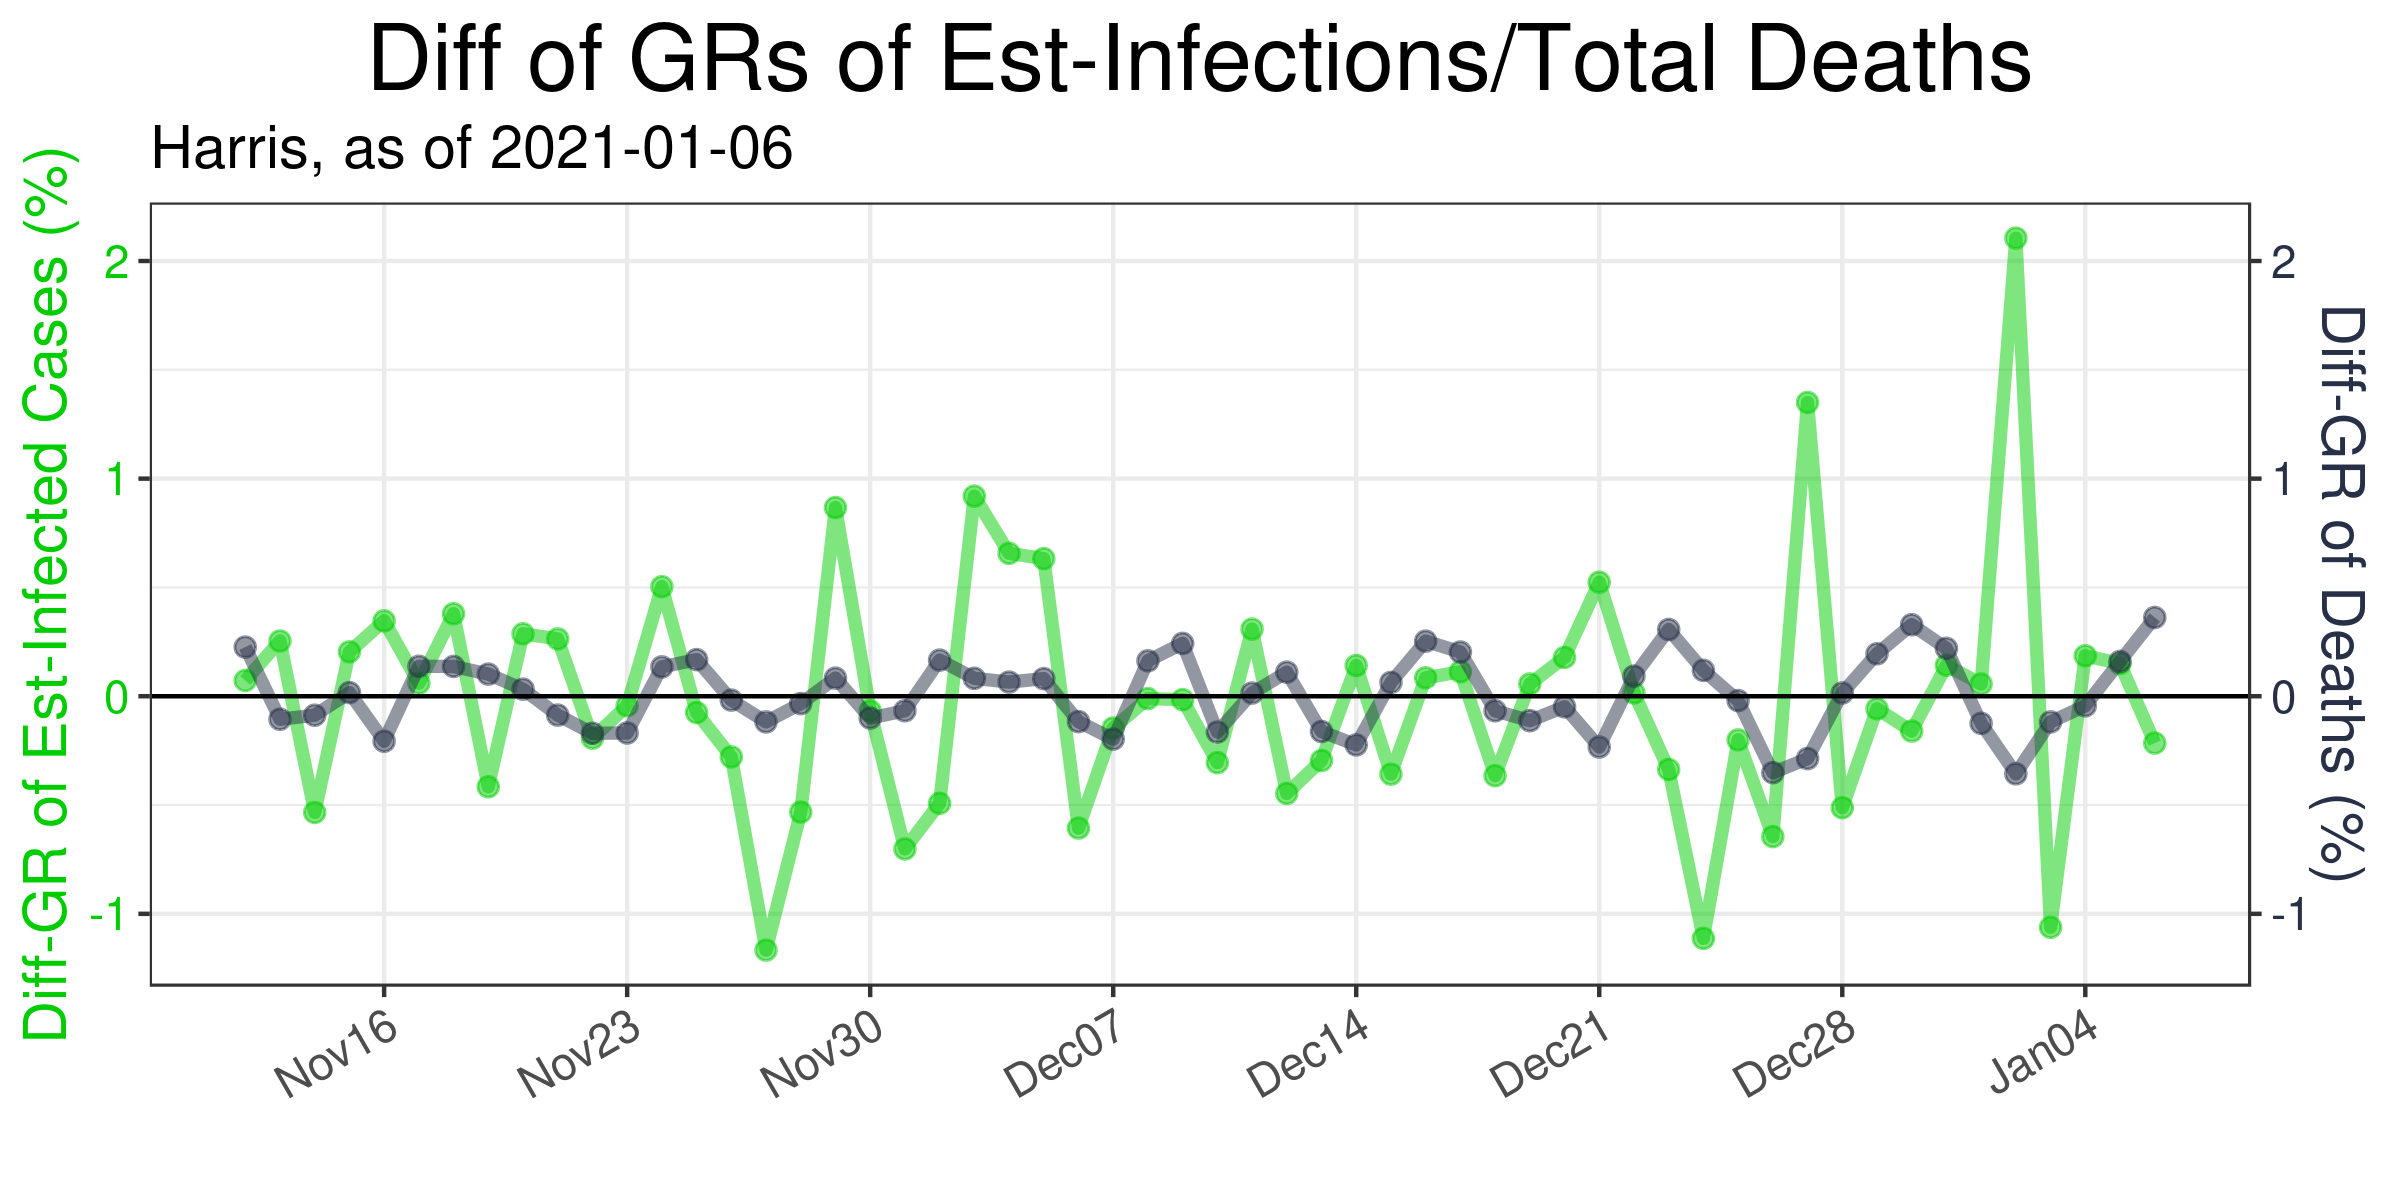 Diff of GRs of Est-Infections/Total Deaths
Harris, as of 2021-01-06
Diff-GR of Est-Infected Cases (%)
2
1
0
-1
2
1
0
-1
Diff-GR of Deaths (%)
Nov16
Nov23
Nov30
Dec07
Dec14
Dec21
Dec28
Jan04